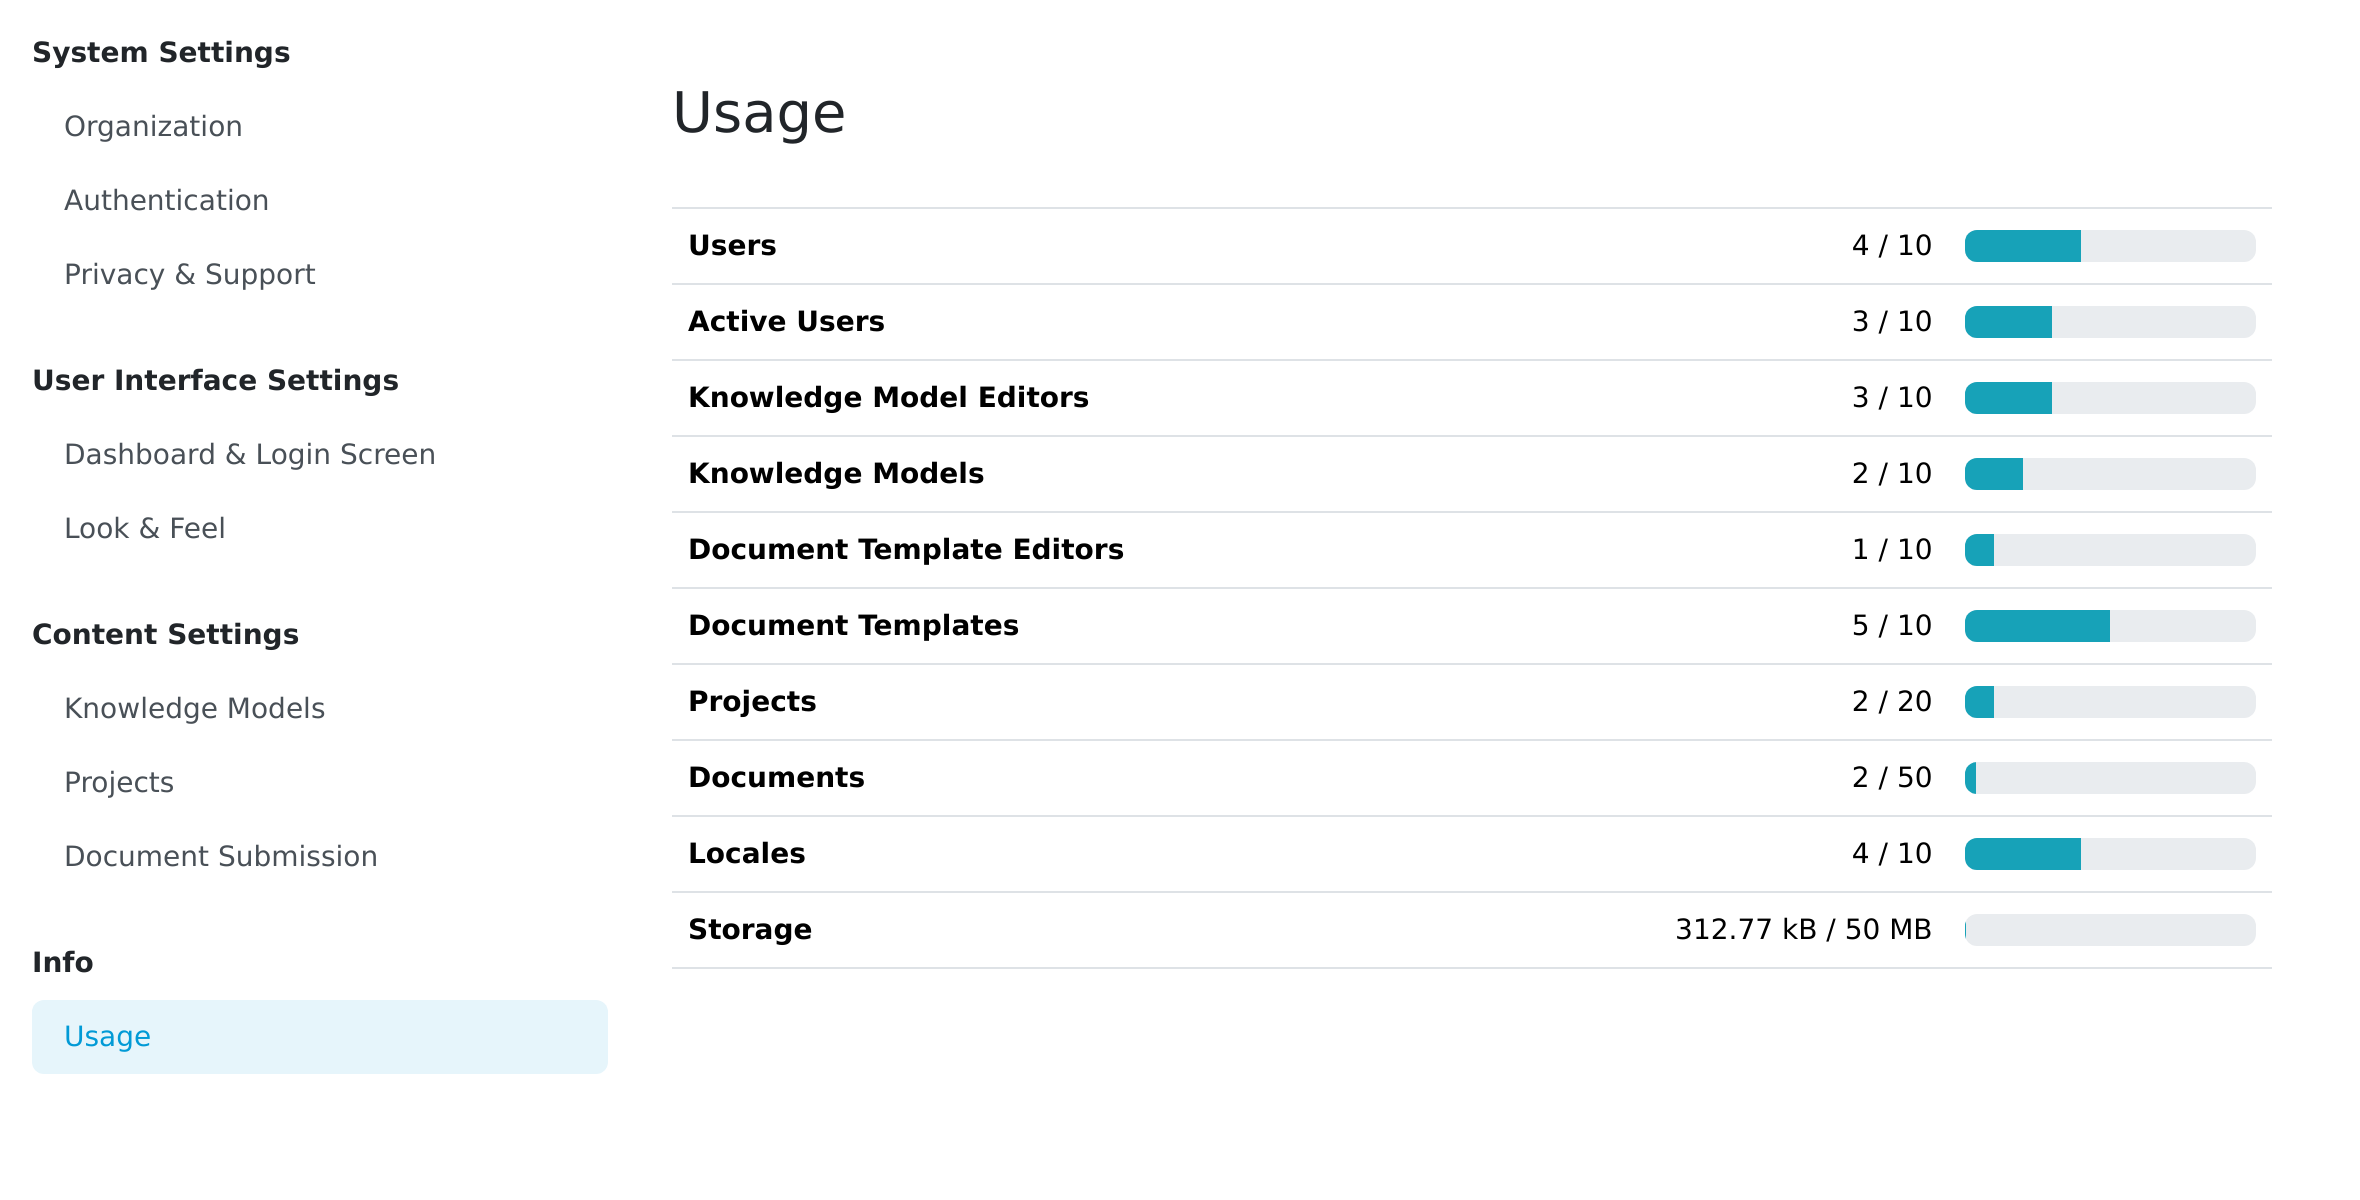 System Settings
Organization
Authentication
Privacy & Support
User Interface Settings
Dashboard & Login Screen
Look & Feel
Content Settings
Knowledge Models
Projects
Document Submission
Info
Usage
Usage
Users 4 / 10
Active Users 3 / 10
Knowledge Model Editors 3 / 10
Knowledge Models 2 / 10
Document Template Editors 1 / 10
Document Templates 5 / 10
Projects 2 / 20
Documents 2 / 50
Locales 4 / 10
Storage 312.77 kB / 50 MB